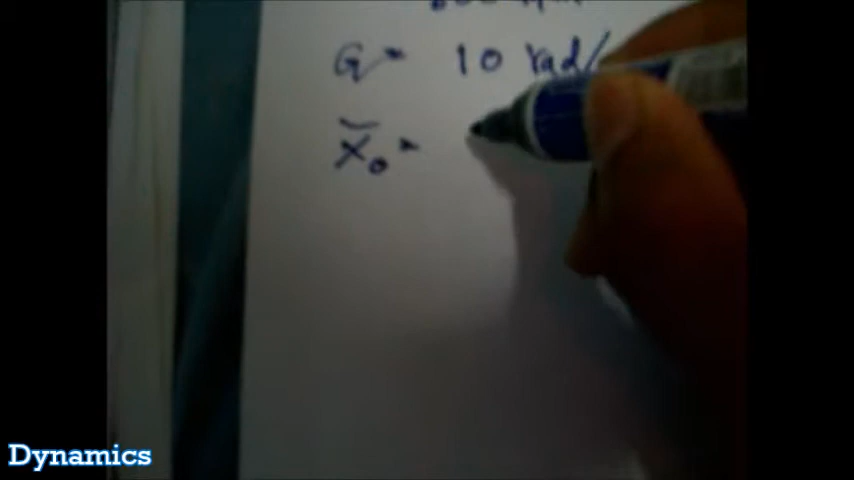 G = 10 rad/
X̄₀ =
Dynamics